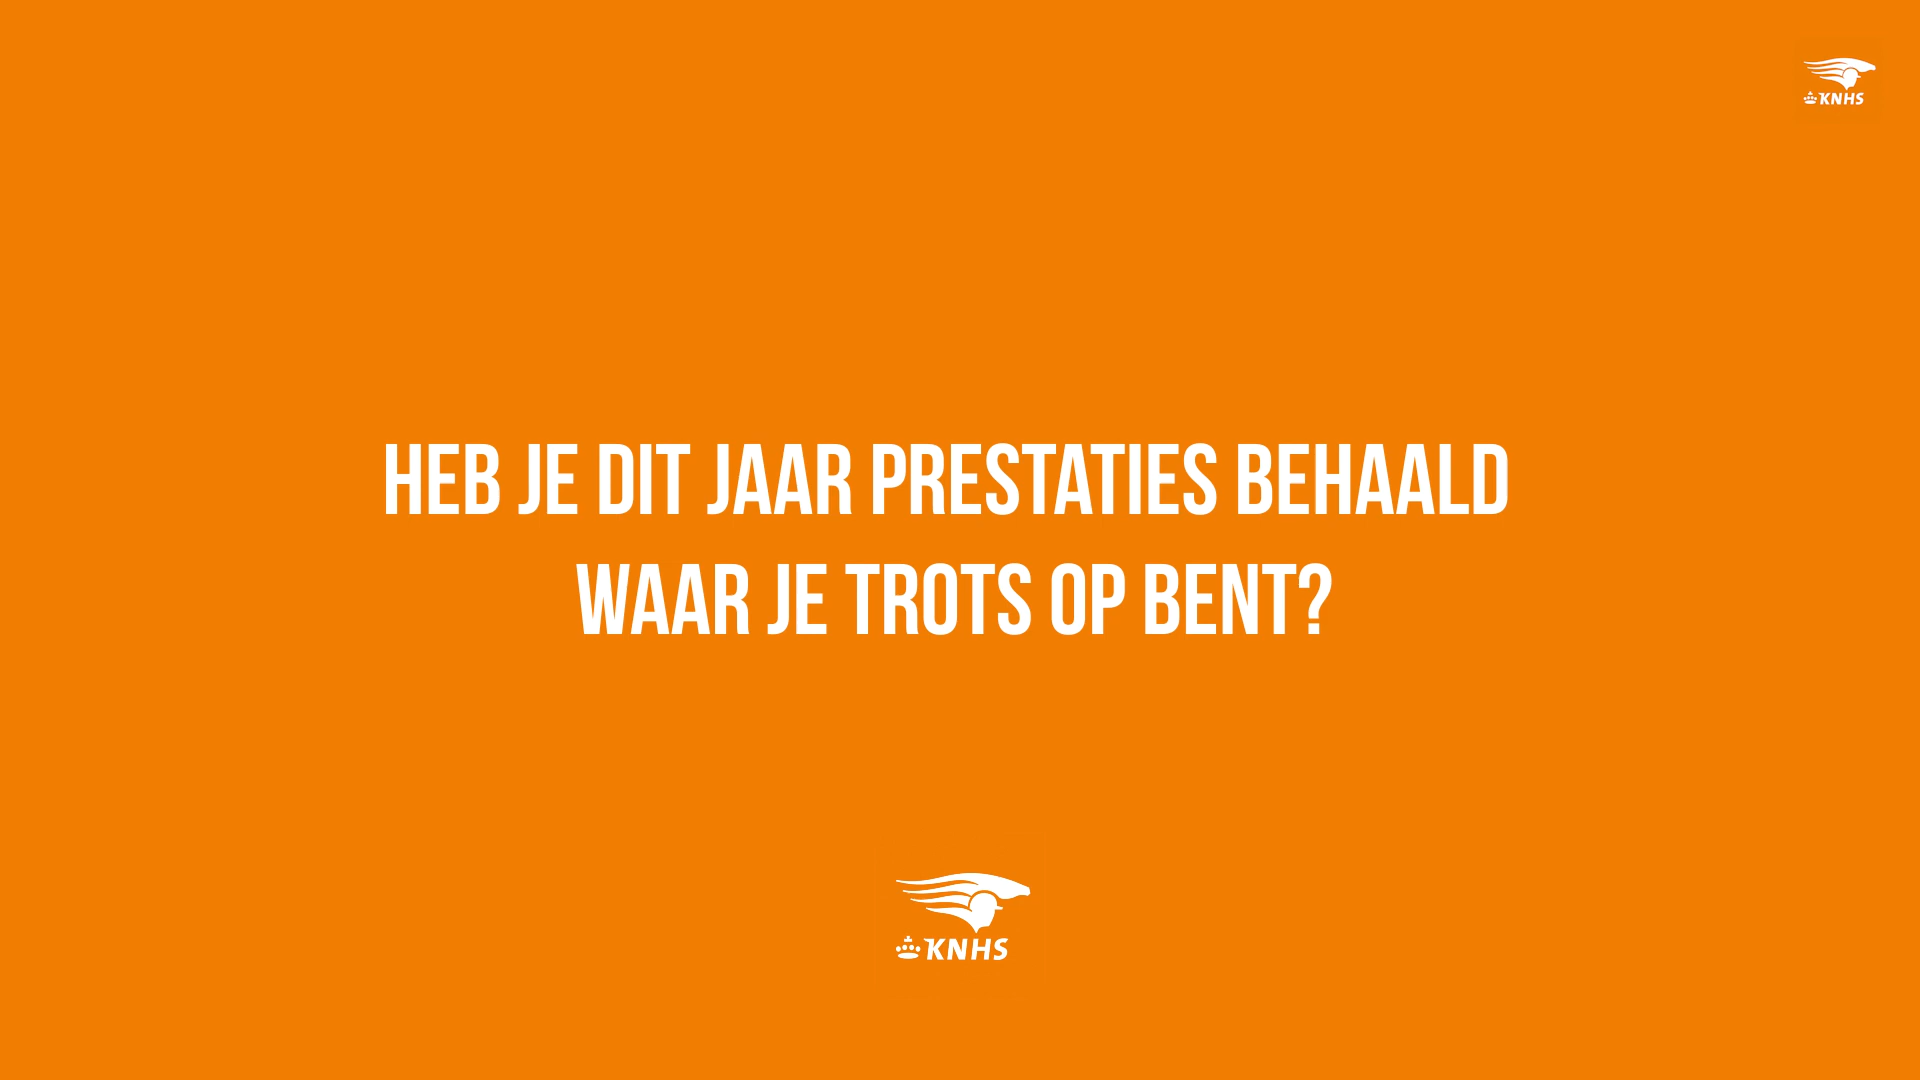 KNHS
HEB JE DIT JAAR PRESTATIES BEHAALD
WAAR JE TROTS OP BENT?
KNHS